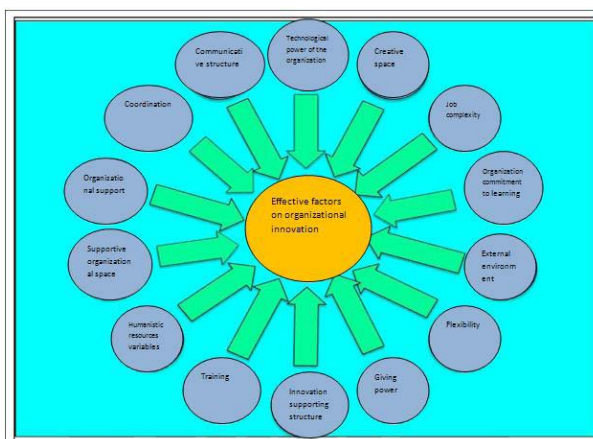 Technological
power of the
organization
Creative
space
Job
complexity
Organization
commitment
to learning
External
environm
ent
Flexibility
Giving
power
Innovation
supporting
structure
Training
Humanistic
resources
variables
Supportive
organization
al space
Organizatio
nal support
Coordination
Communicati
ve structure
Effective factors
on organizational
innovation